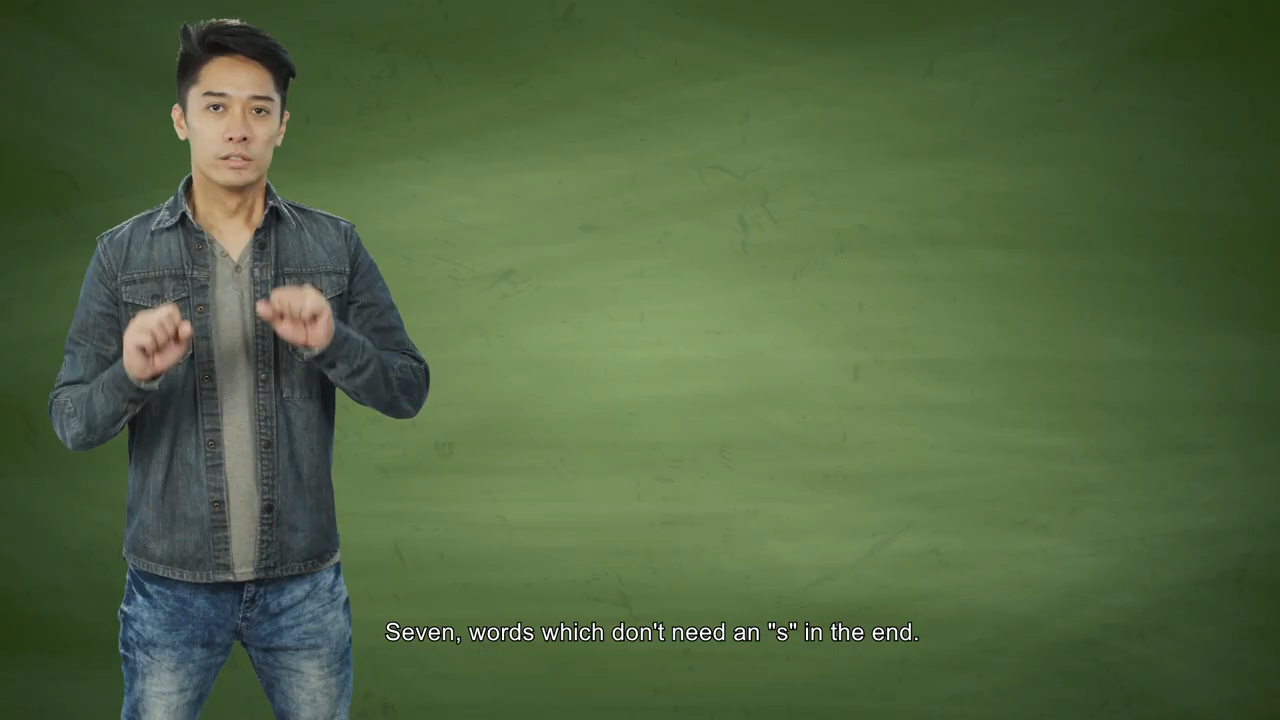 Seven, words which don't need an "s" in the end.